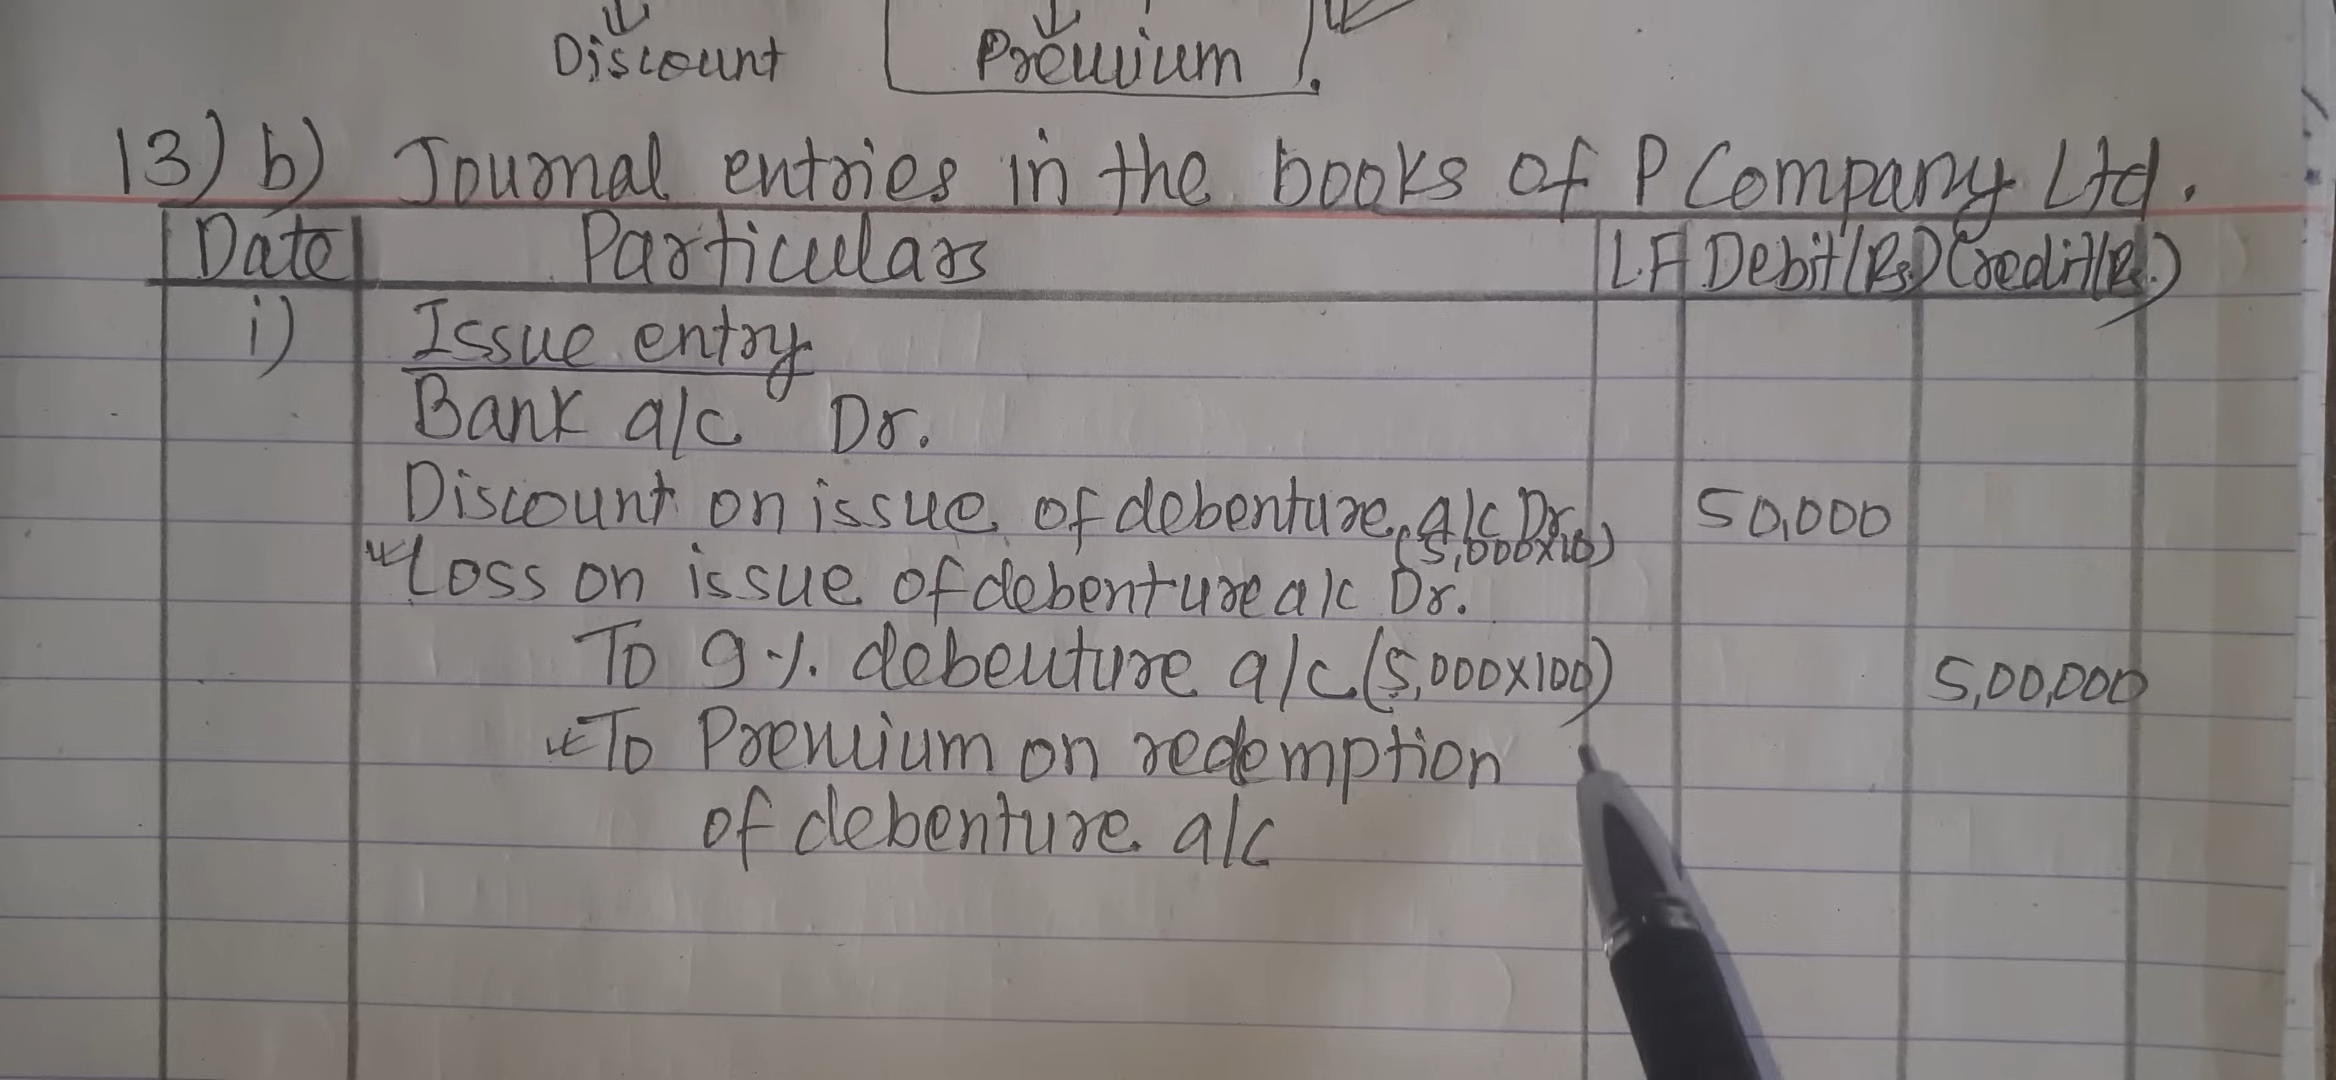 Discount Premium
13) b) Journal entries in the books of P Company Ltd.
Date Particulars LF Debit(Rs) Credit(Rs.)
i) Issue entry
Bank a/c Dr.
Discount on issue of debenture a/c Dr. 50,000
(5,000x10)
Loss on issue of debenture a/c Dr.
To 9% debenture a/c (5,000x100) 5,00,000
To Premium on redemption
of debenture a/c